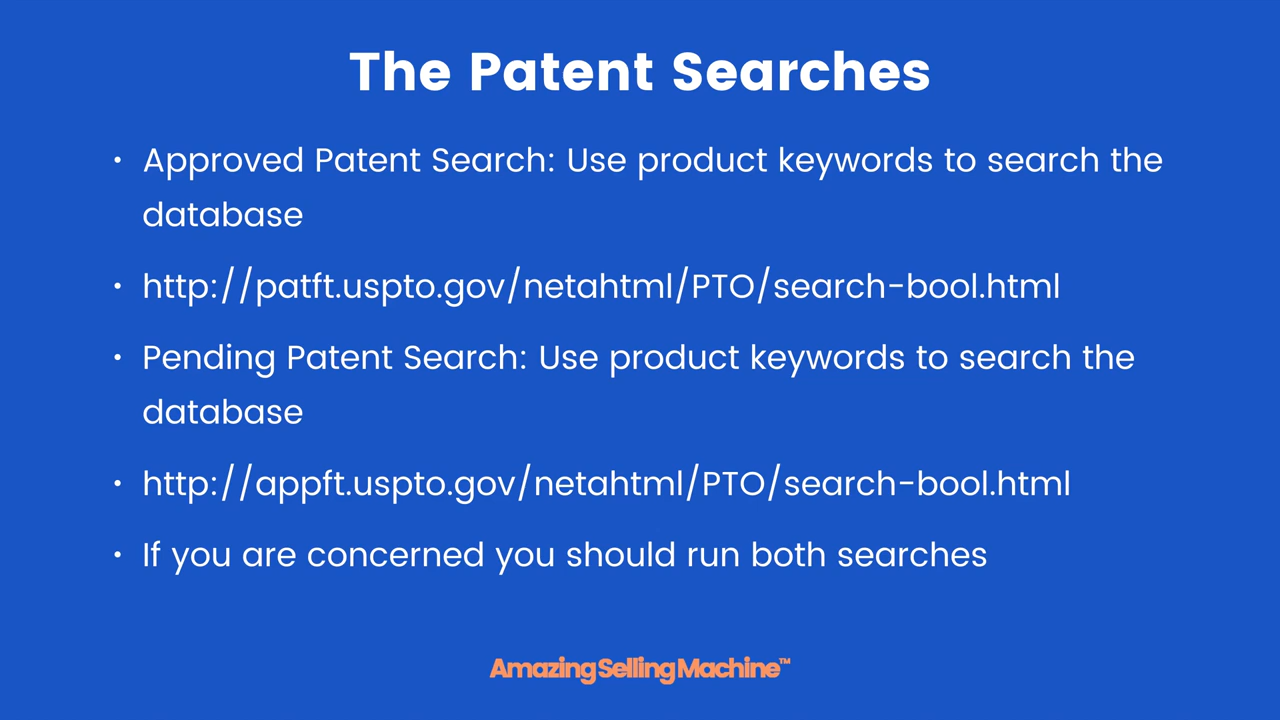 The Patent Searches
• Approved Patent Search: Use product keywords to search the
database
• http://patft.uspto.gov/netahtml/PTO/search-bool.html
• Pending Patent Search: Use product keywords to search the
database
• http://appft.uspto.gov/netahtml/PTO/search-bool.html
• If you are concerned you should run both searches
AmazingSellingMachine™